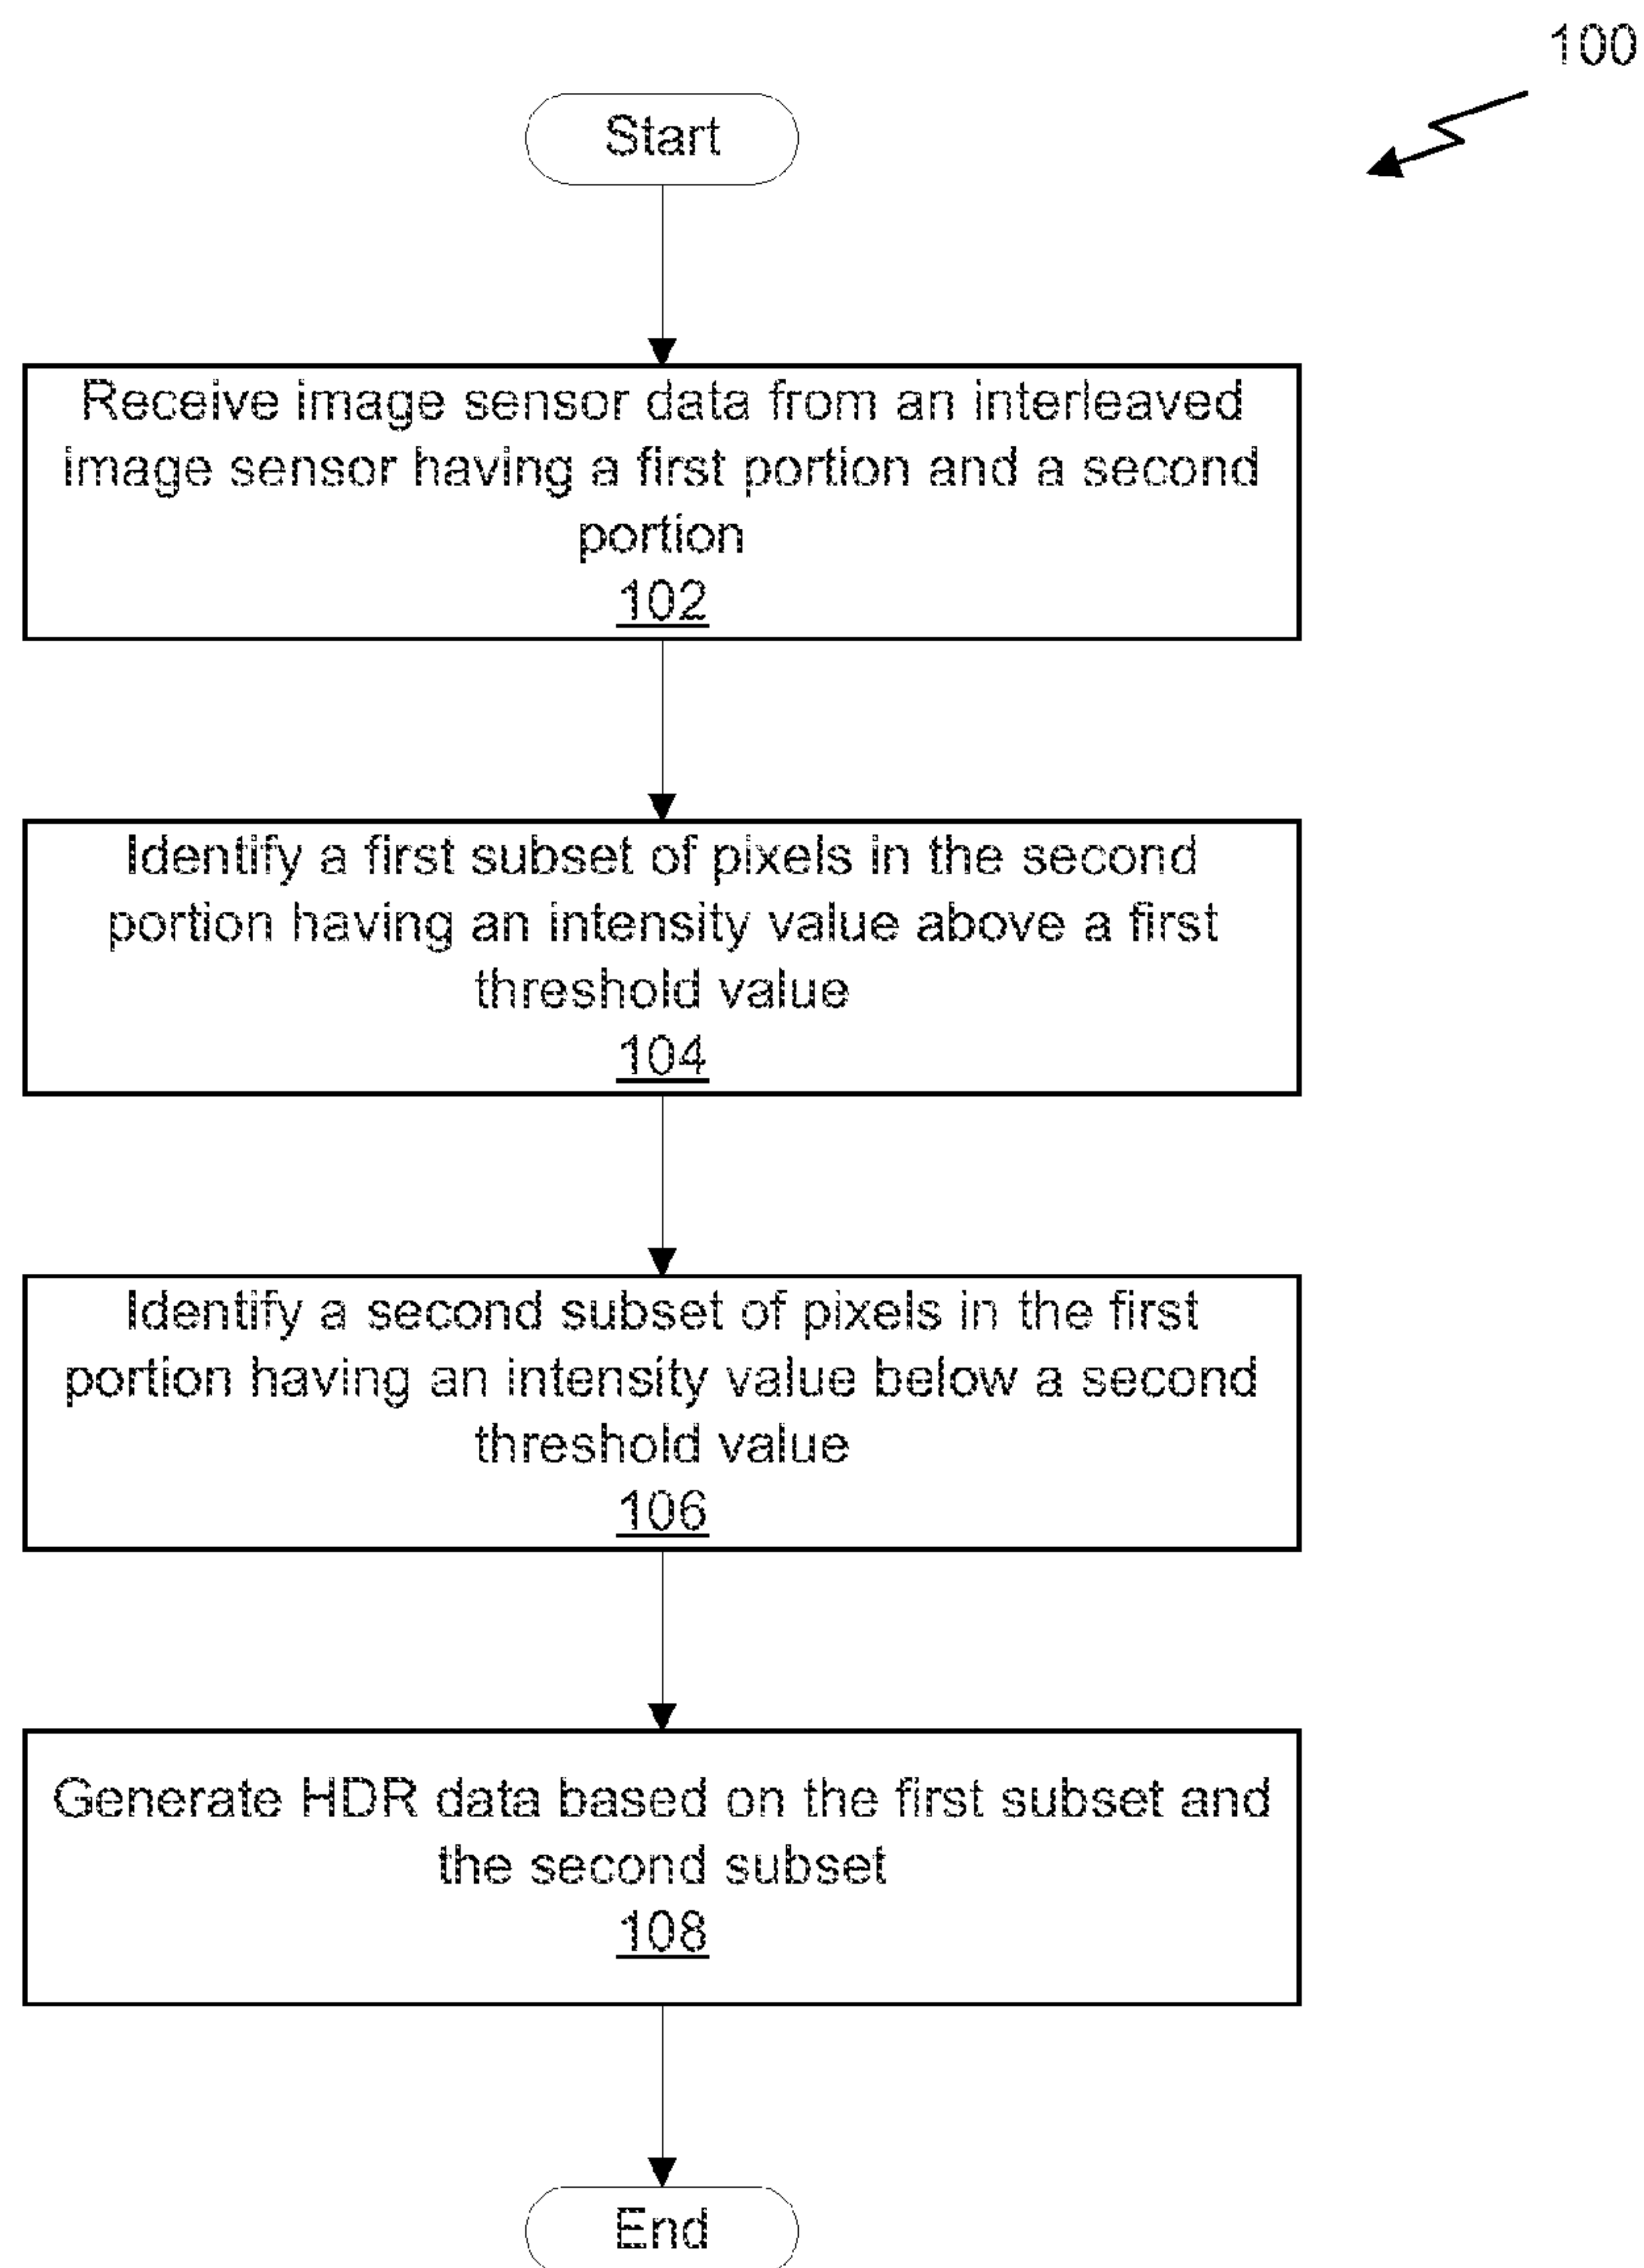 100
Start
Receive image sensor data from an interleaved
image sensor having a first portion and a second
portion
102
Identify a first subset of pixels in the second
portion having an intensity value above a first
threshold value
104
Identify a second subset of pixels in the first
portion having an intensity value below a second
threshold value
106
Generate HDR data based on the first subset and
the second subset
108
End